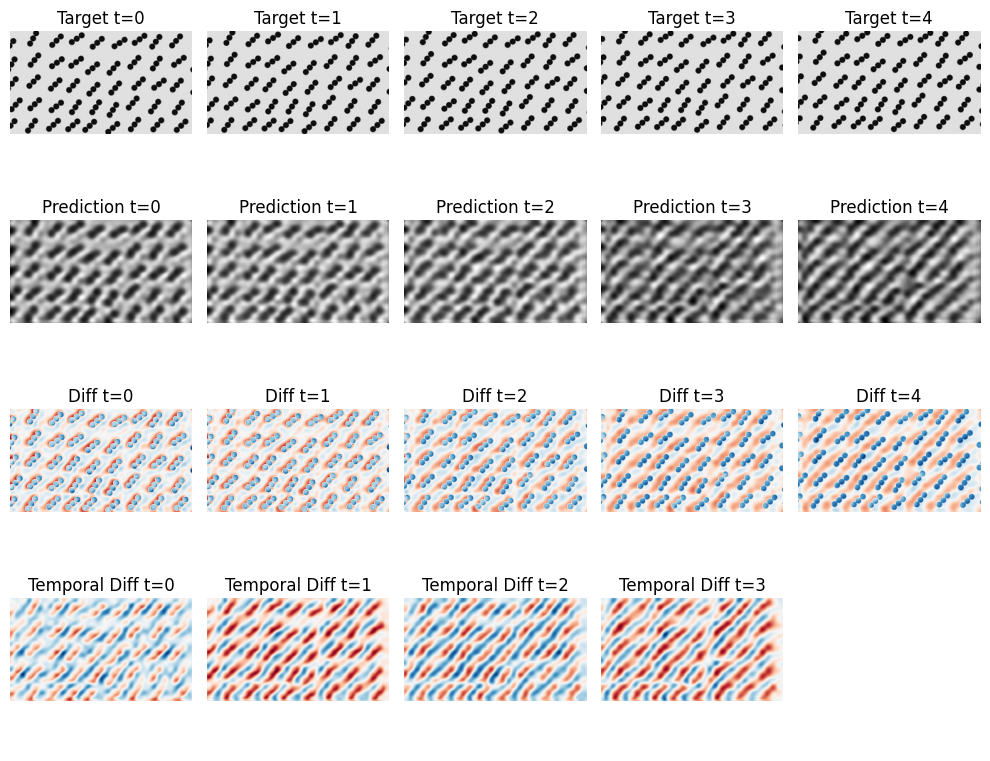 Target t=0 Target t=1 Target t=2 Target t=3 Target t=4
Prediction t=0 Prediction t=1 Prediction t=2 Prediction t=3 Prediction t=4
Diff t=0 Diff t=1 Diff t=2 Diff t=3 Diff t=4
Temporal Diff t=0 Temporal Diff t=1 Temporal Diff t=2 Temporal Diff t=3